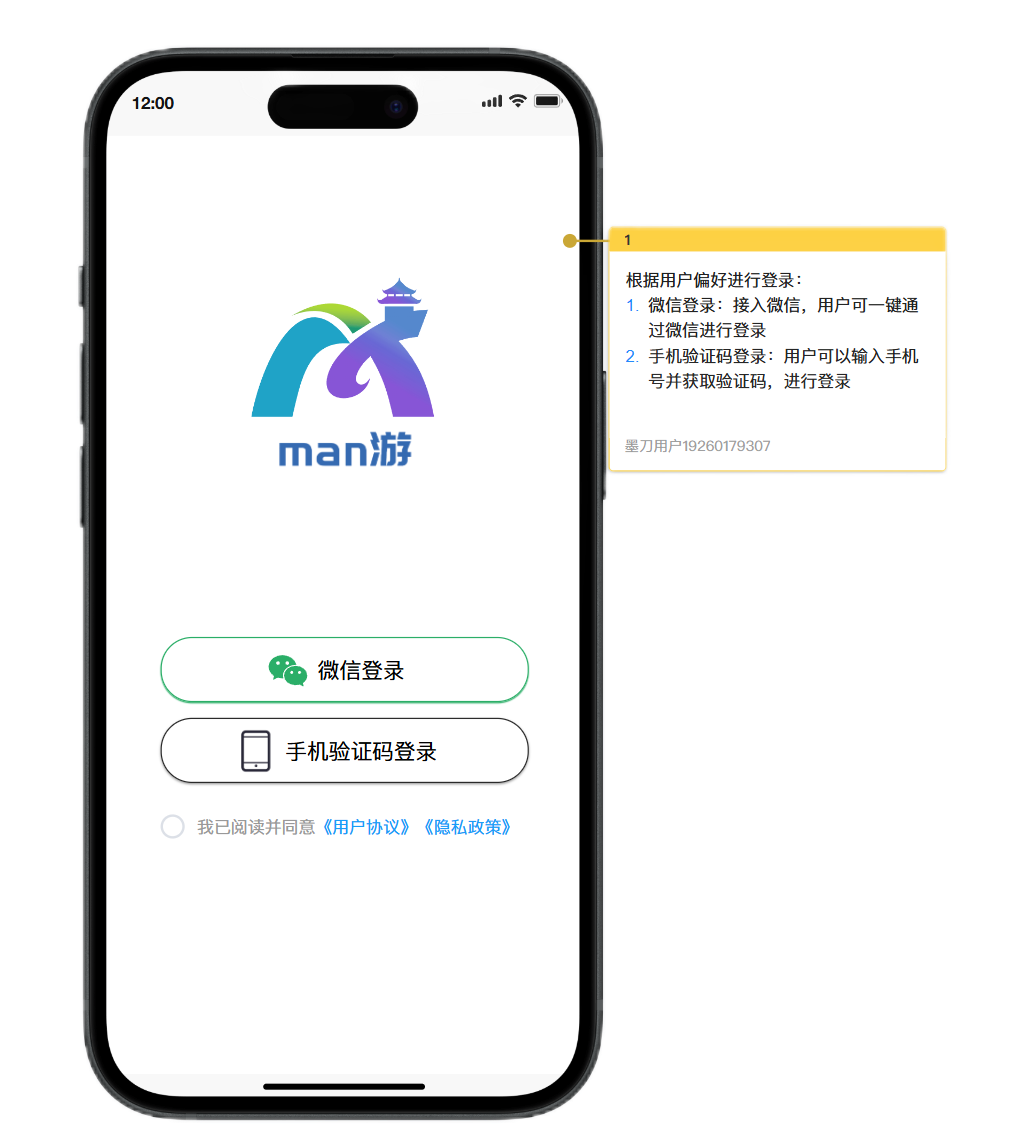 12:00
man游
微信登录
手机验证码登录
我已阅读并同意《用户协议》《隐私政策》
1
根据用户偏好进行登录：
1. 微信登录：接入微信，用户可一键通
过微信进行登录
2. 手机验证码登录：用户可以输入手机
号并获取验证码，进行登录
墨刀用户19260179307